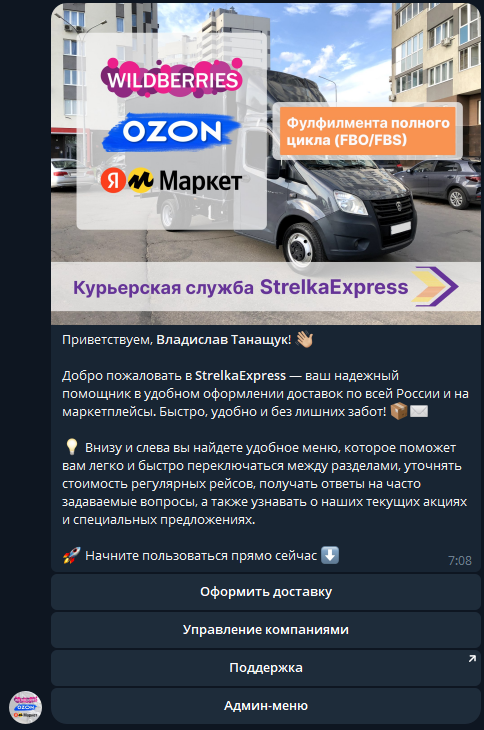 WILDBERRIES
OZON
Я Маркет
Фулфилмента полного
цикла (FBO/FBS)
Курьерская служба StrelkaExpress
Приветствуем, Владислав Танащук! 👋🏼
Добро пожаловать в StrelkaExpress — ваш надежный
помощник в удобном оформлении доставок по всей России и на
маркетплейсы. Быстро, удобно и без лишних забот! 📦✉️
💡 Внизу и слева вы найдете удобное меню, которое поможет
вам легко и быстро переключаться между разделами, уточнять
стоимость регулярных рейсов, получать ответы на часто
задаваемые вопросы, а также узнавать о наших текущих акциях
и специальных предложениях.
🚀 Начните пользоваться прямо сейчас ⬇️
7:08
Оформить доставку
Управление компаниями
Поддержка
Админ-меню
OZON
Я Маркет